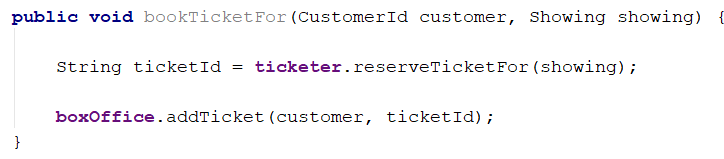 public void bookTicketFor(CustomerId customer, Showing showing) {
String ticketId = ticketer.reserveTicketFor(showing);
boxOffice.addTicket(customer, ticketId);
}